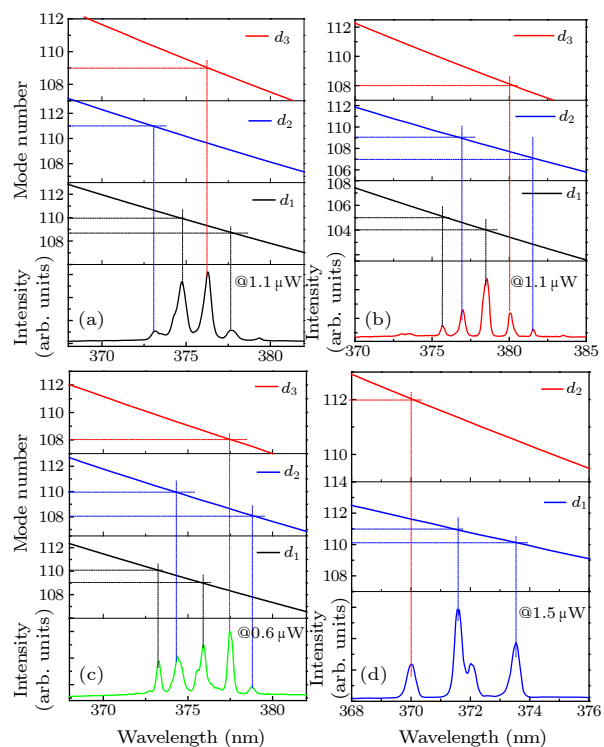 Mode number
Intensity
(arb. units)
112
110
108
d3
112
110
108
d2
112
110
108
d1
@1.1 μW
(a)
370
375
380
112
110
108
d3
112
110
108
106
d2
108
106
104
d1
Intensity
(arb. units)
@1.1 μW
(b)
370
375
380
385
Mode number
Intensity
(arb. units)
112
110
108
d3
112
110
108
d2
112
110
108
d1
@0.6 μW
(c)
370
375
380
Wavelength (nm)
112
110
d2
114
112
110
108
d1
Intensity
(arb. units)
@1.5 μW
(d)
368
370
372
374
376
Wavelength (nm)